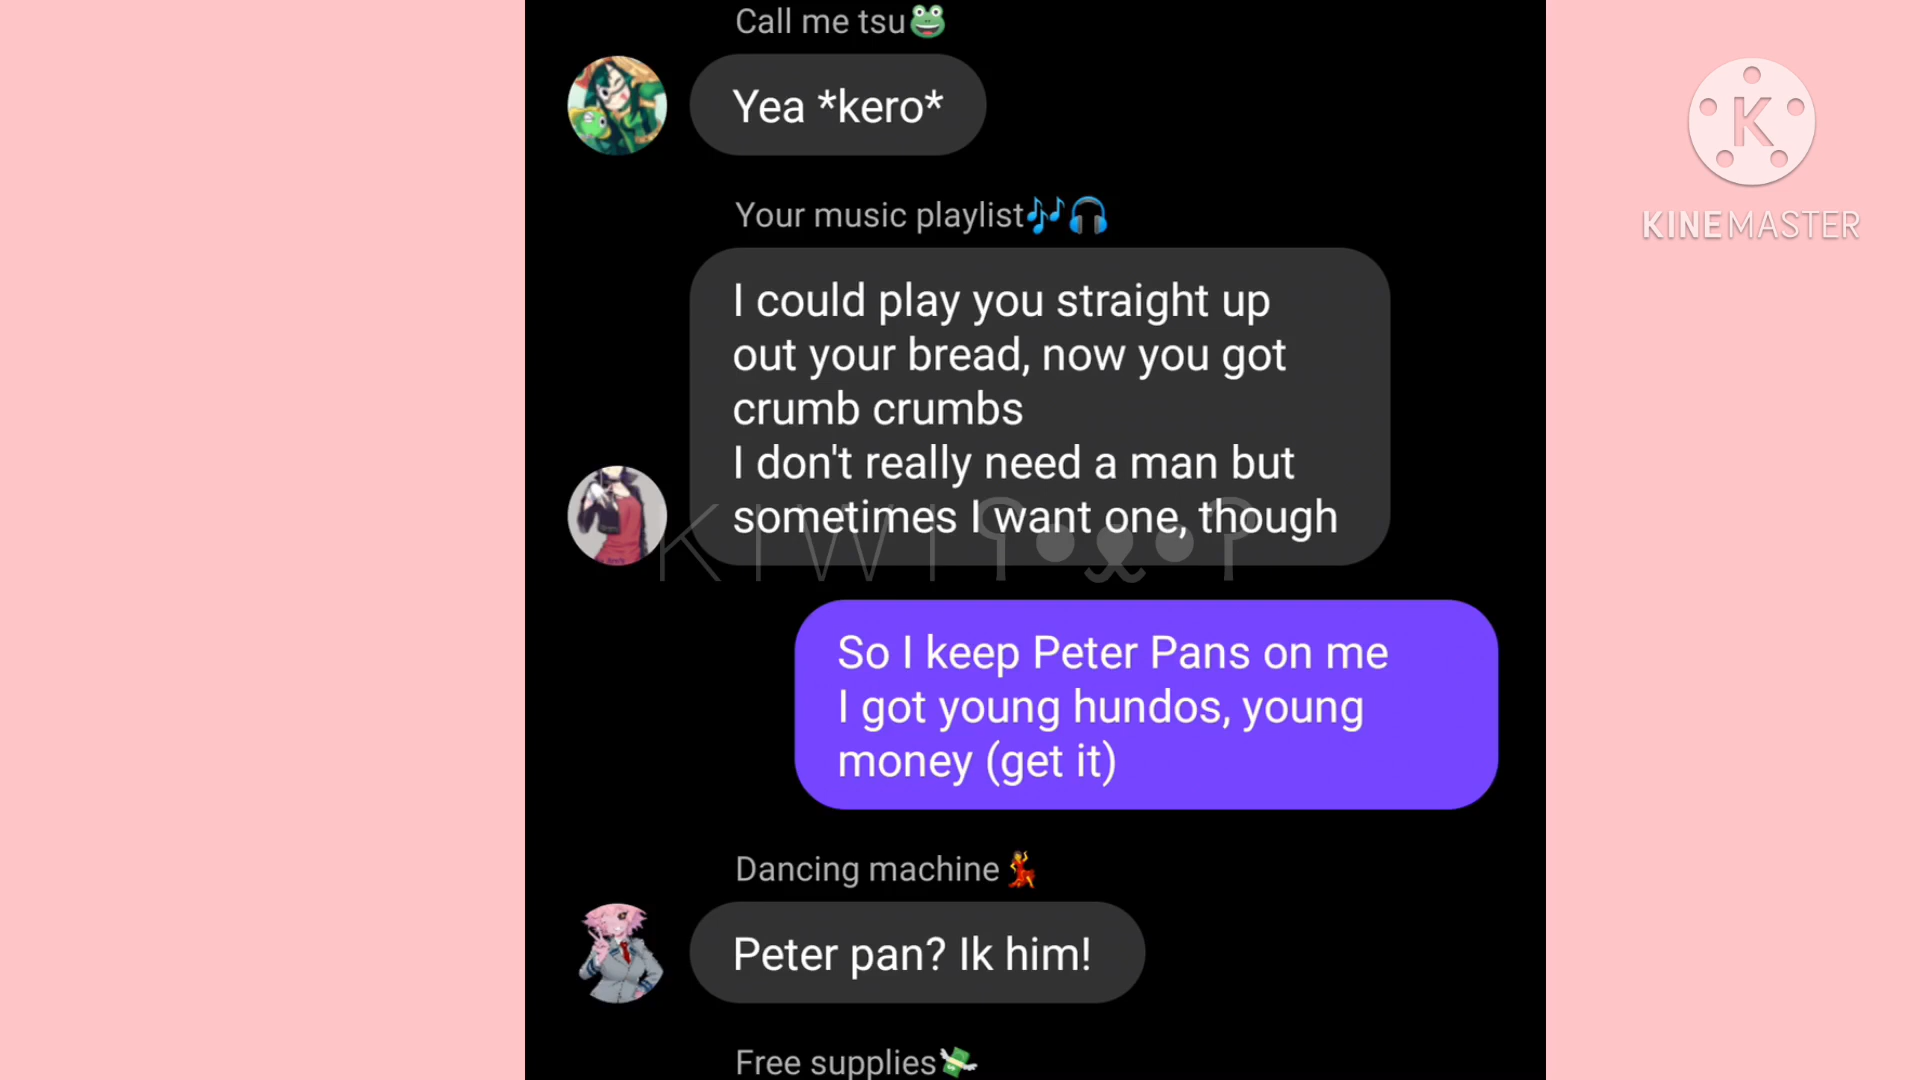 Call me tsu🐸
Yea *kero*
K
KINEMASTER
Your music playlist🎶🎧
I could play you straight up
out your bread, now you got
crumb crumbs
I don't really need a man but
sometimes I want one, though
KIWIʕ•ᴥ•ʔ
So I keep Peter Pans on me
I got young hundos, young
money (get it)
Dancing machine💃
Peter pan? Ik him!
Free supplies💸